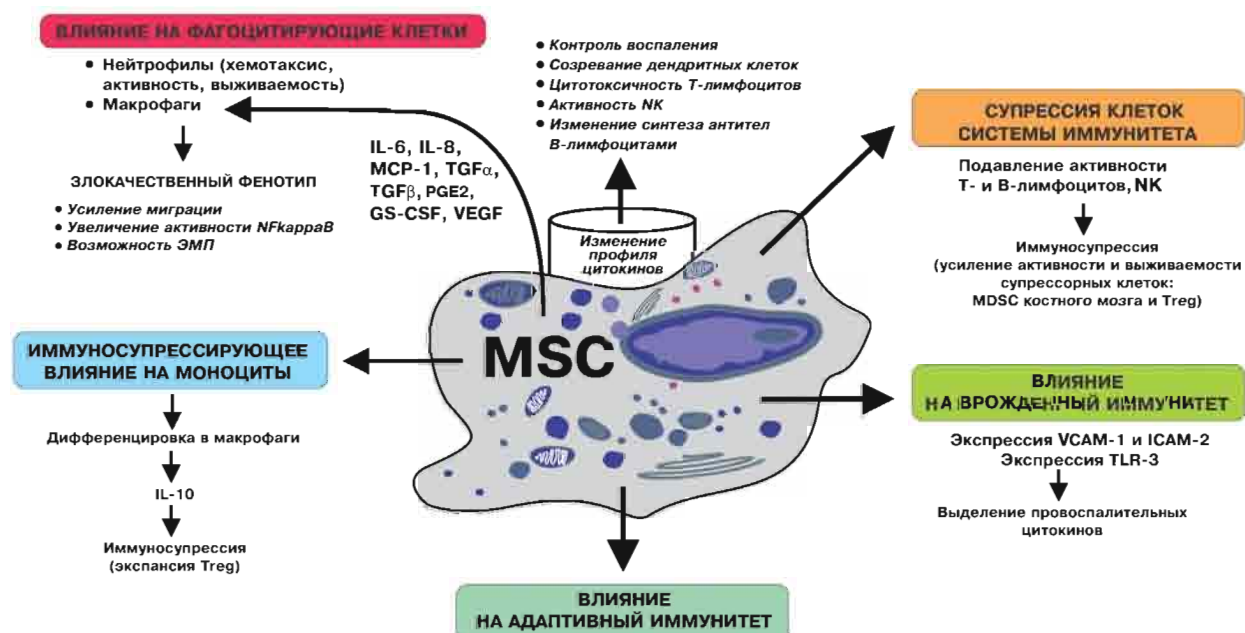 ВЛИЯНИЕ НА ФАГОЦИТИРУЮЩИЕ КЛЕТКИ
• Нейтрофилы (хемотаксис,
активность, выживаемость)
• Макрофаги
ЗЛОКАЧЕСТВЕННЫЙ ФЕНОТИП
• Усиление миграции
• Увеличение активности NFkappaB
• Возможность ЭМП
IL-6, IL-8,
MCP-1, TGFα,
TGFβ, PGE2,
GS-CSF, VEGF
• Контроль воспаления
• Созревание дендритных клеток
• Цитотоксичность Т-лимфоцитов
• Активность NK
• Изменение синтеза антител
В-лимфоцитами
Изменение
профиля
цитокинов
СУПРЕССИЯ КЛЕТОК
СИСТЕМЫ ИММУНИТЕТА
Подавление активности
Т- и В-лимфоцитов, NK
Иммуносупрессия
(усиление активности и выживаемости
супрессорных клеток:
MDSC костного мозга и Treg)
MSC
ИММУНОСУПРЕССИРУЮЩЕЕ
ВЛИЯНИЕ НА МОНОЦИТЫ
Дифференцировка в макрофаги
IL-10
Иммуносупрессия
(экспансия Treg)
ВЛИЯНИЕ
НА ВРОЖДЕННЫЙ ИММУНИТЕТ
Экспрессия VCAM-1 и ICAM-2
Экспрессия TLR-3
Выделение провоспалительных
цитокинов
ВЛИЯНИЕ
НА АДАПТИВНЫЙ ИММУНИТЕТ